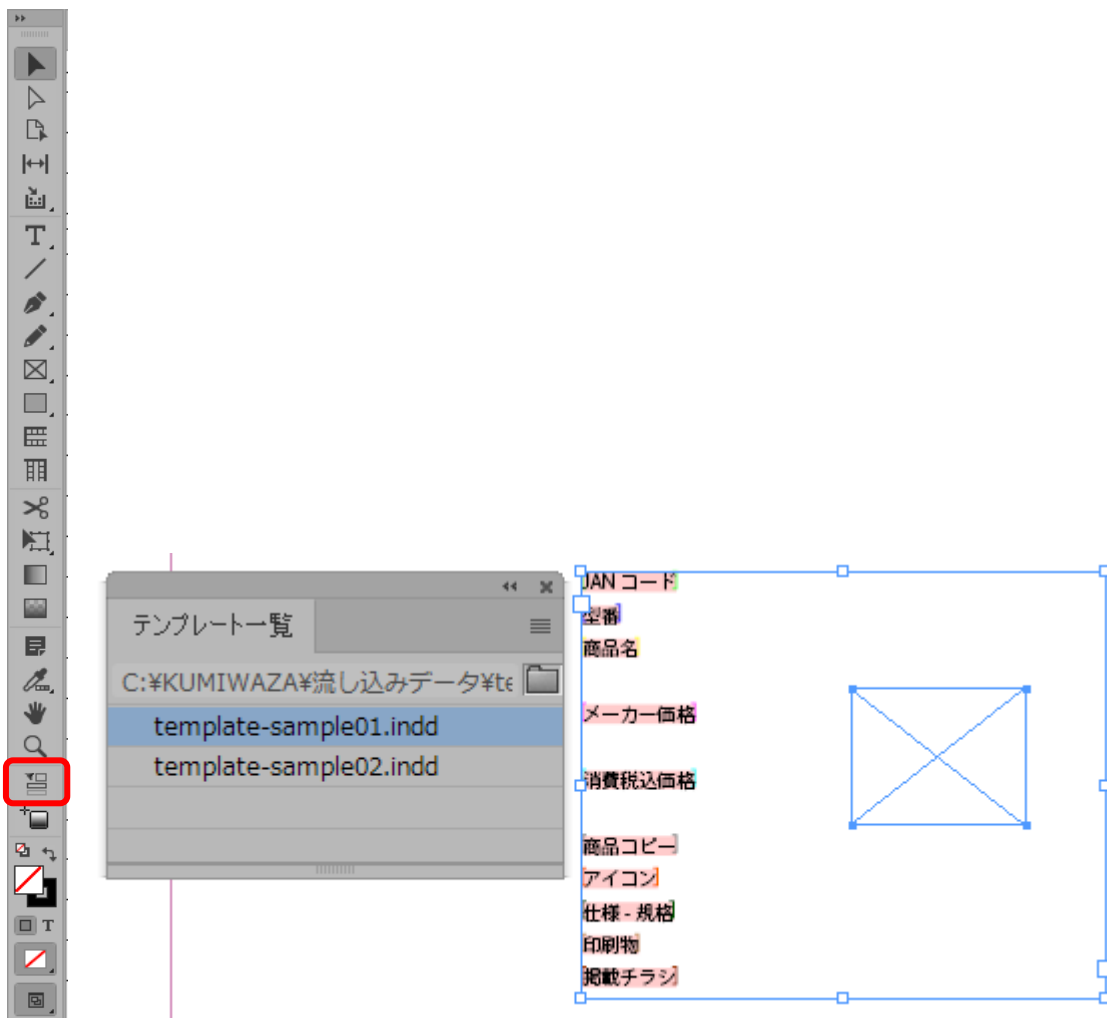 テンプレート一覧
C:¥KUMIWAZA¥流し込みデータ¥te
template-sample01.indd
template-sample02.indd
JAN コード
型番
商品名
メーカー価格
消費税込価格
商品コピー
アイコン
仕様 - 規格
印刷物
掲載チラシ